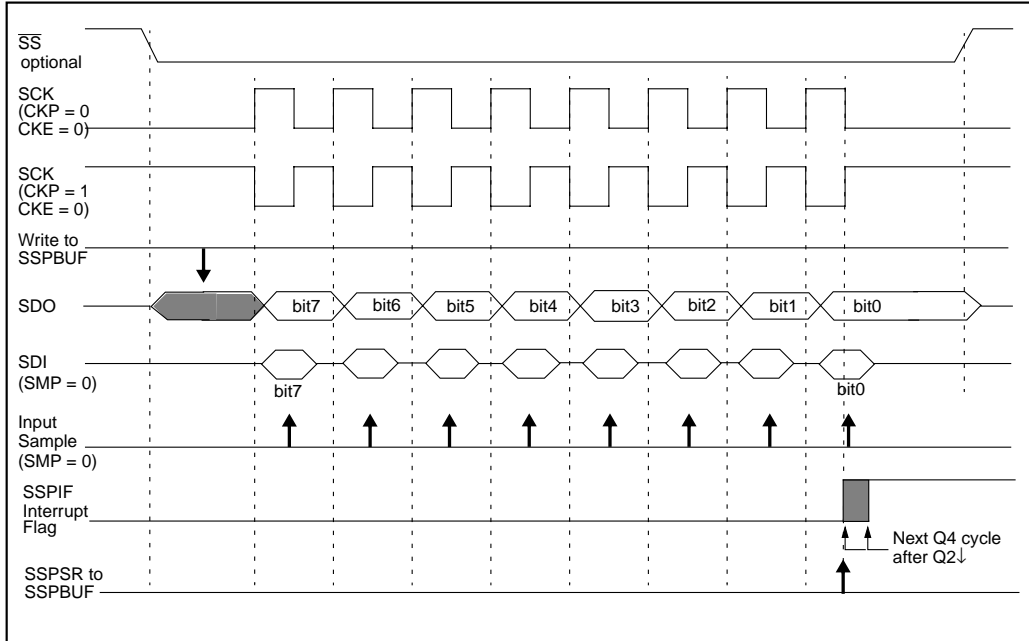 SS
optional
SCK
(CKP = 0
CKE = 0)
SCK
(CKP = 1
CKE = 0)
Write to
SSPBUF
SDO
bit7 bit6 bit5 bit4 bit3 bit2 bit1 bit0
SDI
(SMP = 0)
bit7 bit0
Input
Sample
(SMP = 0)
SSPIF
Interrupt
Flag
Next Q4 cycle
after Q2↓
SSPSR to
SSPBUF